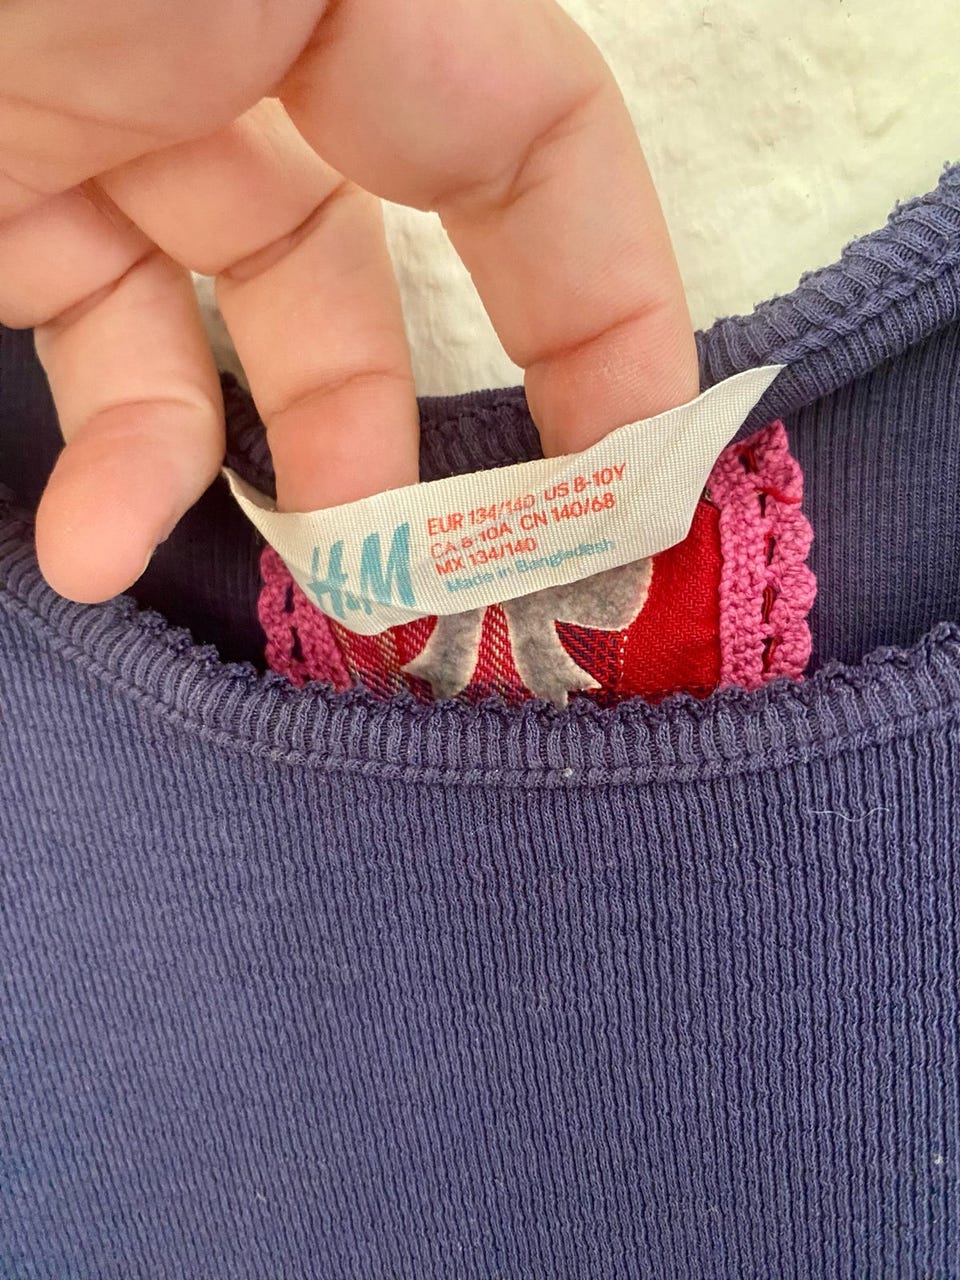 H&M
EUR 134/140 US 8-10Y
CA 8-10A CN 140/68
MX 134/140
Made in Bangladesh